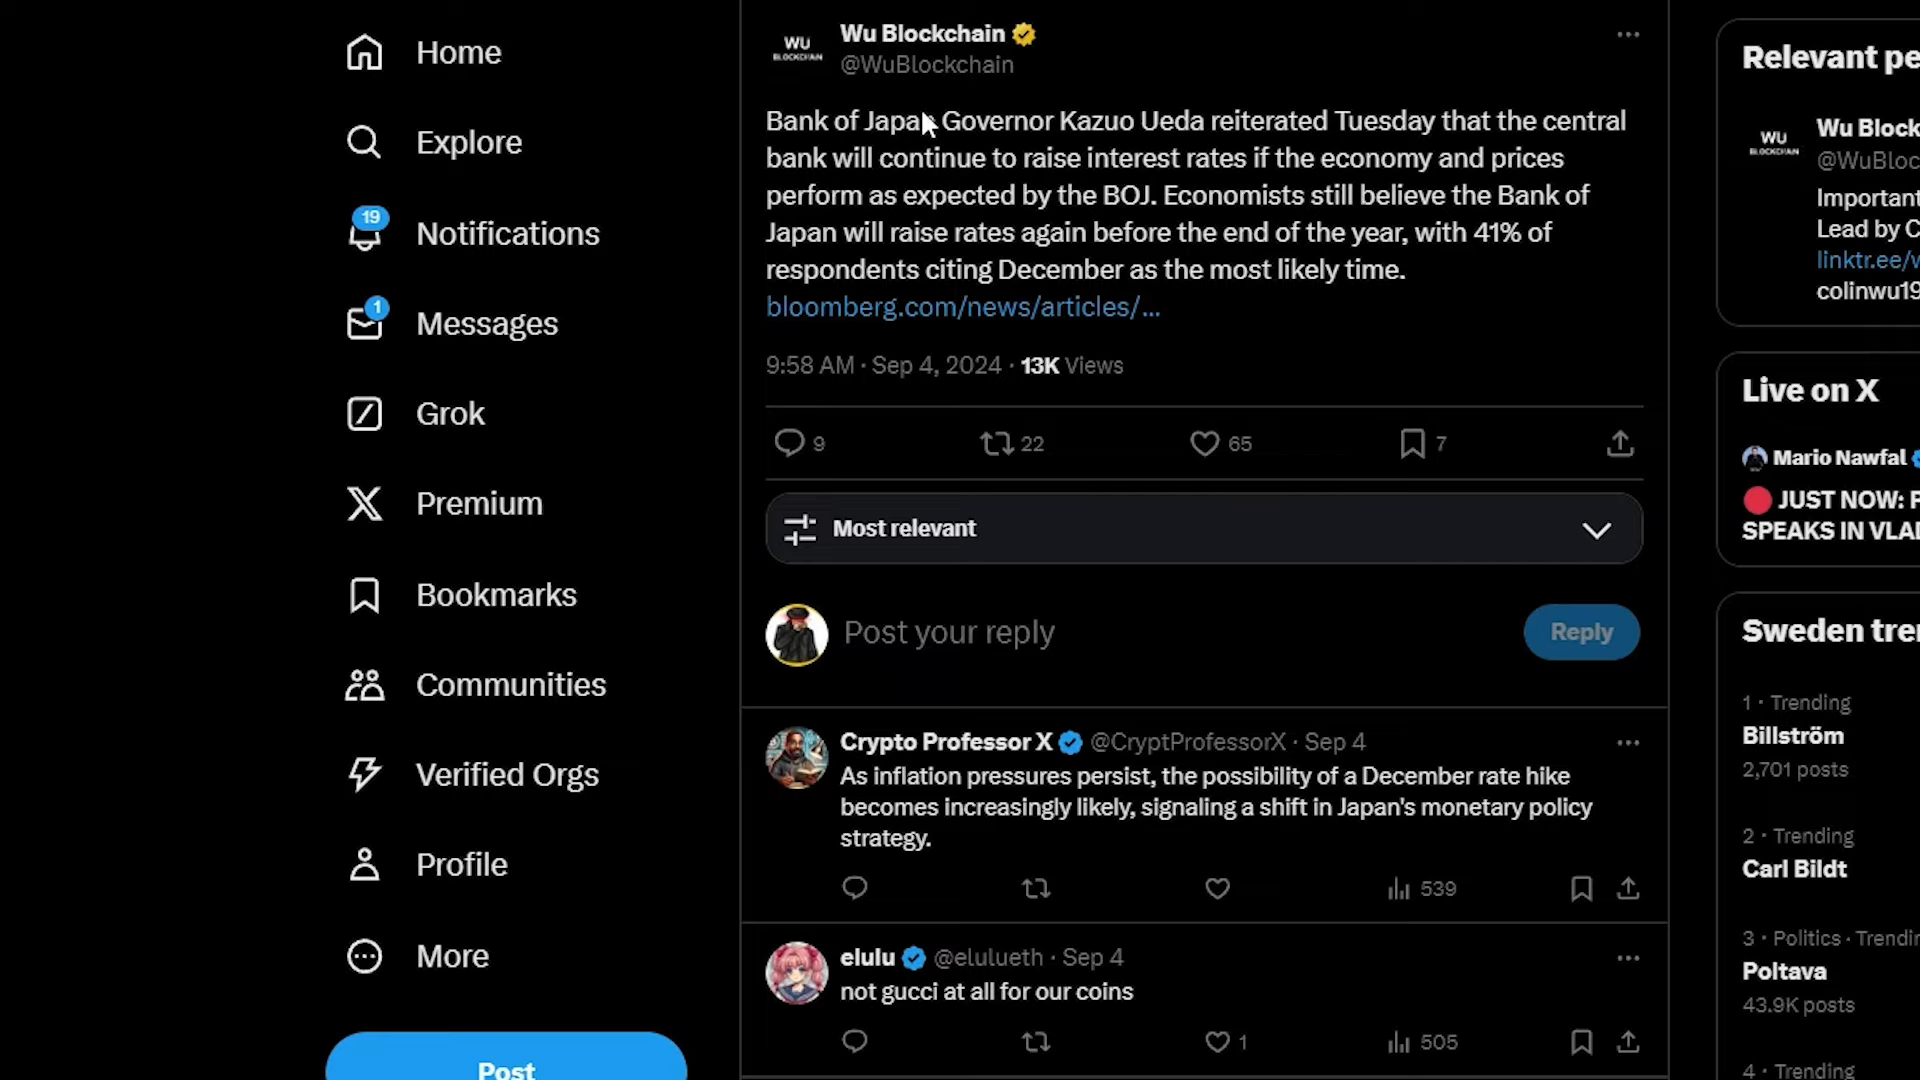 Home
Explore
19
Notifications
1
Messages
Grok
Premium
Bookmarks
Communities
Verified Orgs
Profile
More
Post
WU
BLOCKCHAIN
Wu Blockchain
@WuBlockchain
Bank of Japan Governor Kazuo Ueda reiterated Tuesday that the central
bank will continue to raise interest rates if the economy and prices
perform as expected by the BOJ. Economists still believe the Bank of
Japan will raise rates again before the end of the year, with 41% of
respondents citing December as the most likely time.
bloomberg.com/news/articles/...
9:58 AM · Sep 4, 2024 · 13K Views
9 22 65 7
Most relevant
Post your reply
Reply
Crypto Professor X @CryptProfessorX · Sep 4
As inflation pressures persist, the possibility of a December rate hike
becomes increasingly likely, signaling a shift in Japan's monetary policy
strategy.
539
elulu @elulueth · Sep 4
not gucci at all for our coins
1 505
Relevant pe
WU
BLOCKCHAIN
Wu Block
@WuBloc
Important
Lead by C
linktr.ee/v
colinwu19
Live on X
Mario Nawfal
JUST NOW: P
SPEAKS IN VLAD
Sweden tre
1 · Trending
Billström
2,701 posts
2 · Trending
Carl Bildt
3 · Politics · Trendin
Poltava
43.9K posts
4 · Trending